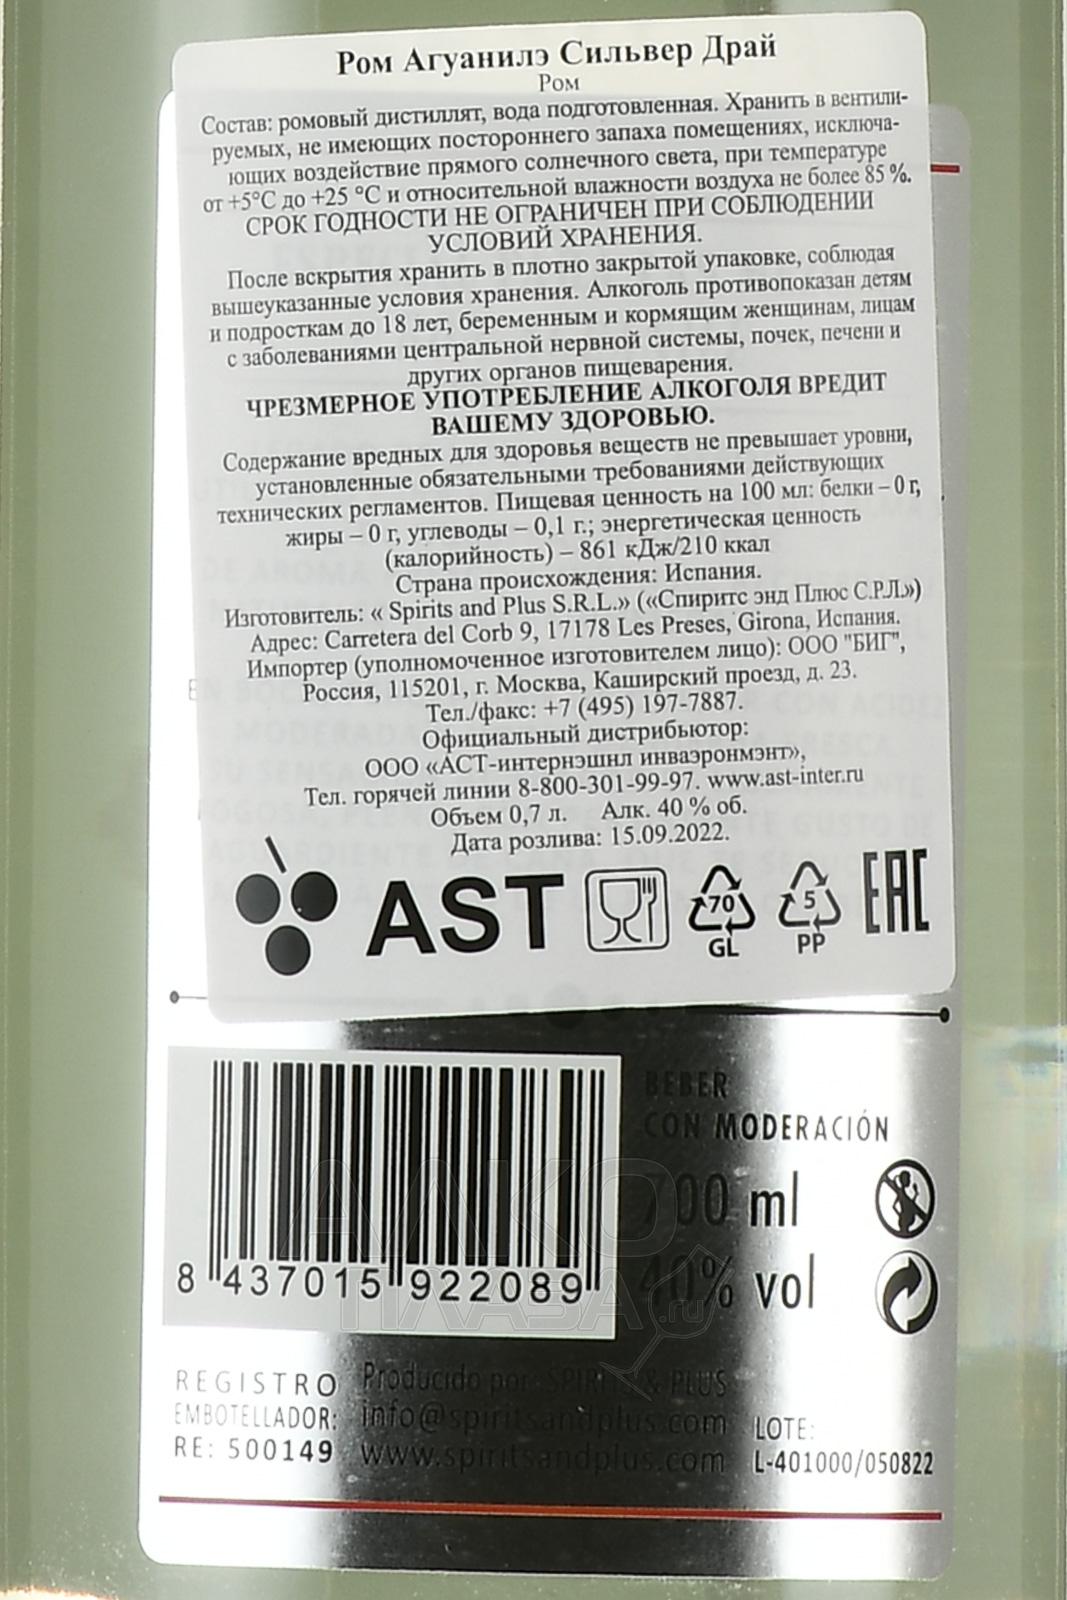 Ром Агуанилэ Сильвер Драй
Ром
Состав: ромовый дистиллят, вода подготовленная. Хранить в вентили-
руемых, не имеющих постороннего запаха помещениях, исключа-
ющих воздействие прямого солнечного света, при температуре
от +5°С до +25 °С и относительной влажности воздуха не более 85 %.
СРОК ГОДНОСТИ НЕ ОГРАНИЧЕН ПРИ СОБЛЮДЕНИИ
УСЛОВИЙ ХРАНЕНИЯ.
После вскрытия хранить в плотно закрытой упаковке, соблюдая
вышеуказанные условия хранения. Алкоголь противопоказан детям
и подросткам до 18 лет, беременным и кормящим женщинам, лицам
с заболеваниями центральной нервной системы, почек, печени и
других органов пищеварения.
ЧРЕЗМЕРНОЕ УПОТРЕБЛЕНИЕ АЛКОГОЛЯ ВРЕДИТ
ВАШЕМУ ЗДОРОВЬЮ.
Содержание вредных для здоровья веществ не превышает уровни,
установленные обязательными требованиями действующих
технических регламентов. Пищевая ценность на 100 мл: белки – 0 г,
жиры – 0 г, углеводы – 0,1 г.; энергетическая ценность
(калорийность) – 861 кДж/210 ккал
Страна происхождения: Испания.
Изготовитель: « Spirits and Plus S.R.L.» («Спиритс энд Плюс С.Р.Л.»)
Адрес: Carretera del Corb 9, 17178 Les Preses, Girona, Испания.
Импортер (уполномоченное изготовителем лицо): ООО "БИГ",
Россия, 115201, г. Москва, Каширский проезд, д. 23.
Тел./факс: +7 (495) 197-7887.
Официальный дистрибьютор:
ООО «АСТ-интернэшнл инваэронмэнт»,
Тел. горячей линии 8-800-301-99-97. www.ast-inter.ru
Объем 0,7 л. Алк. 40 % об.
Дата розлива: 15.09.2022.
AST
70
GL
5
PP
EAC
BEBER
CON MODERACIÓN
700 ml
40% vol
8 437015 922089
АЛКО
ПЛАЗА.ru
REGISTRO
EMBOTELLADOR:
RE: 500149
Producido por: SPIRITS & PLUS
info@spiritsandplus.com
www.spiritsandplus.com
LOTE:
L-401000/050822